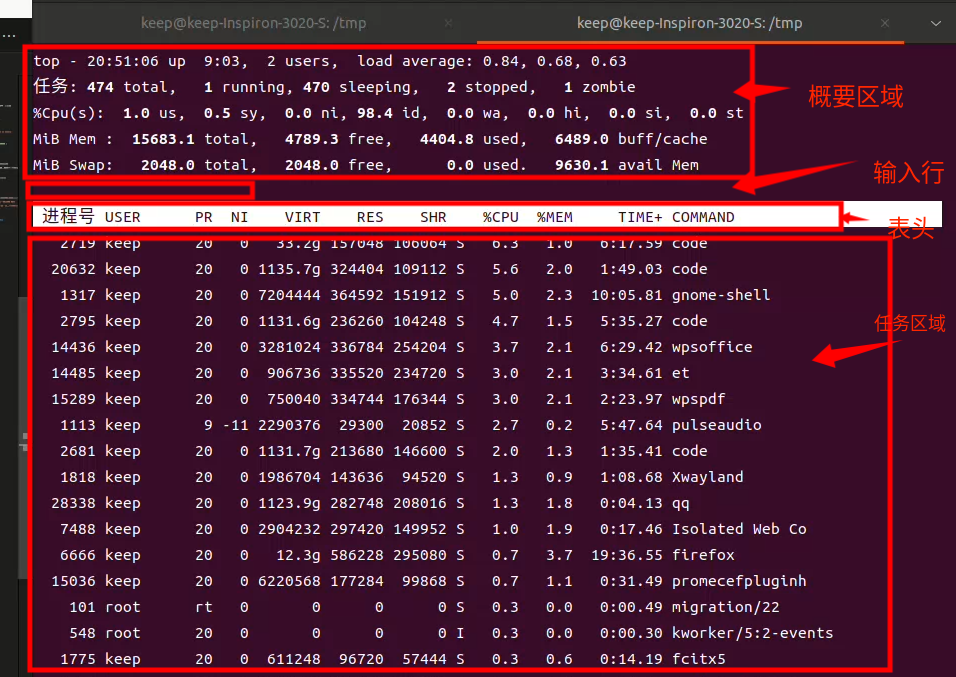 ...
keep@keep-Inspiron-3020-S: /tmp × keep@keep-Inspiron-3020-S: /tmp ×
top - 20:51:06 up  9:03,  2 users,  load average: 0.84, 0.68, 0.63
任务: 474 total,   1 running, 470 sleeping,   2 stopped,   1 zombie
概要区域
%Cpu(s):  1.0 us,  0.5 sy,  0.0 ni, 98.4 id,  0.0 wa,  0.0 hi,  0.0 si,  0.0 st
MiB Mem :  15683.1 total,   4789.3 free,   4404.8 used,   6489.0 buff/cache
MiB Swap:   2048.0 total,   2048.0 free,      0.0 used.   9630.1 avail Mem
输入行
进程号 USER      PR  NI    VIRT    RES    SHR    %CPU  %MEM     TIME+ COMMAND
表头
2719 keep      20   0   33.2g 157048 106064 S   6.3   1.0   6:17.59 code
20632 keep      20   0 1135.7g 324404 109112 S   5.6   2.0   1:49.03 code
1317 keep      20   0 7204444 364592 151912 S   5.0   2.3  10:05.81 gnome-shell
2795 keep      20   0 1131.6g 236260 104248 S   4.7   1.5   5:35.27 code
任务区域
14436 keep      20   0 3281024 336784 254204 S   3.7   2.1   6:29.42 wpsoffice
14485 keep      20   0  906736 335520 234720 S   3.0   2.1   3:34.61 et
15289 keep      20   0  750040 334744 176344 S   3.0   2.1   2:23.97 wpspdf
1113 keep       9 -11 2290376  29300  20852 S   2.7   0.2   5:47.64 pulseaudio
2681 keep      20   0 1131.7g 213680 146600 S   2.0   1.3   1:35.41 code
1818 keep      20   0 1986704 143636  94520 S   1.3   0.9   1:08.68 Xwayland
28338 keep      20   0 1123.9g 282748 208016 S   1.3   1.8   0:04.13 qq
7488 keep      20   0 2904232 297420 149952 S   1.0   1.9   0:17.46 Isolated Web Co
6666 keep      20   0   12.3g 586228 295080 S   0.7   3.7  19:36.55 firefox
15036 keep      20   0 6220568 177284  99868 S   0.7   1.1   0:31.49 promecefpluginh
101 root      rt   0       0      0      0 S   0.3   0.0   0:00.49 migration/22
548 root      20   0       0      0      0 I   0.3   0.0   0:00.30 kworker/5:2-events
1775 keep      20   0  611248  96720  57444 S   0.3   0.6   0:14.19 fcitx5